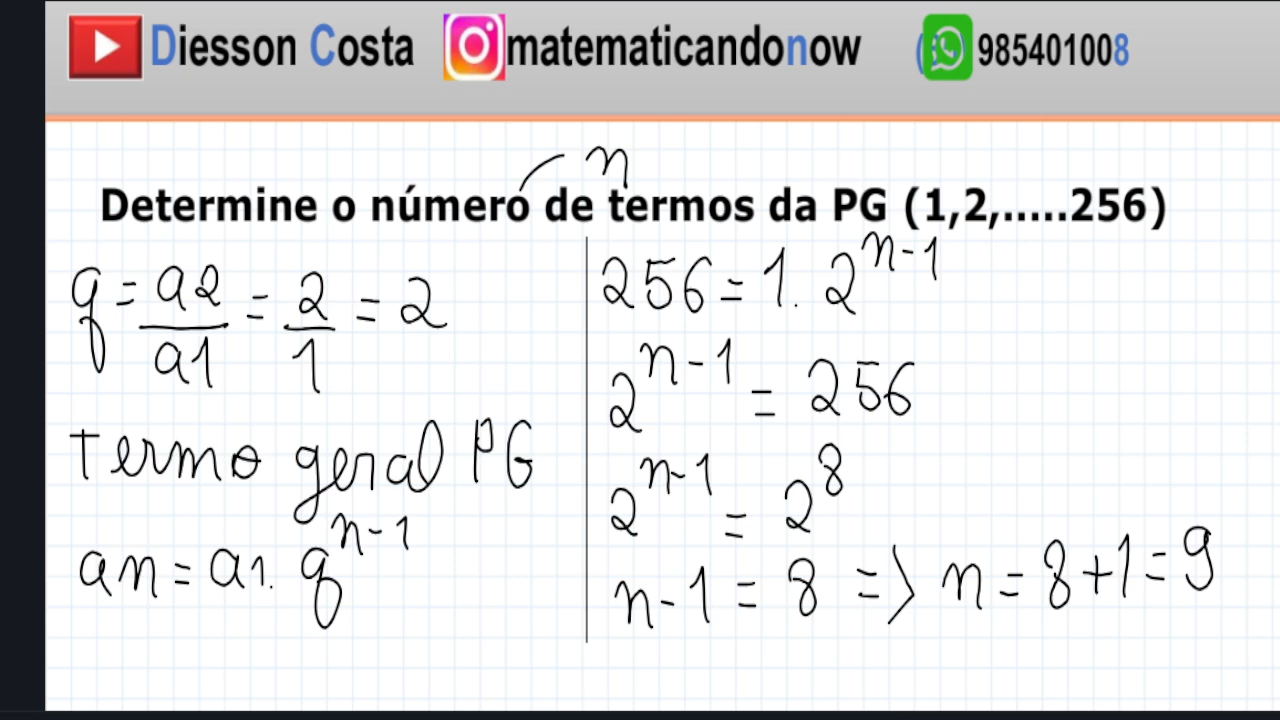 Diesson Costa matematicandonow 985401008
n
Determine o número de termos da PG (1,2,.....256)
q = a2/a1 = 2/1 = 2
termo geral PG
an = a1. q^n-1
256 = 1. 2^n-1
2^n-1 = 256
2^n-1 = 2^8
n-1 = 8 => n = 8+1 = 9